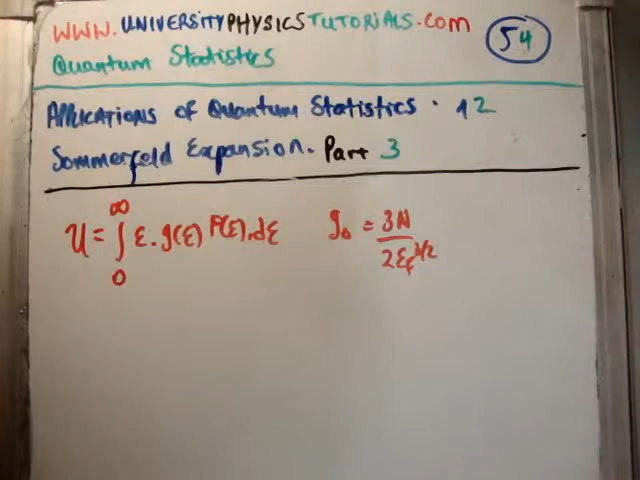 WWW.UNIVERSITYPHYSICSTUTORIALS.COM
54
Quantum Statistics
Applications of Quantum Statistics. 12
Sommerfeld Expansion. Part 3
U = ∫₀^∞ ε.g(ε) F(ε).dε g₀ = 3N / 2ε_f^3/2